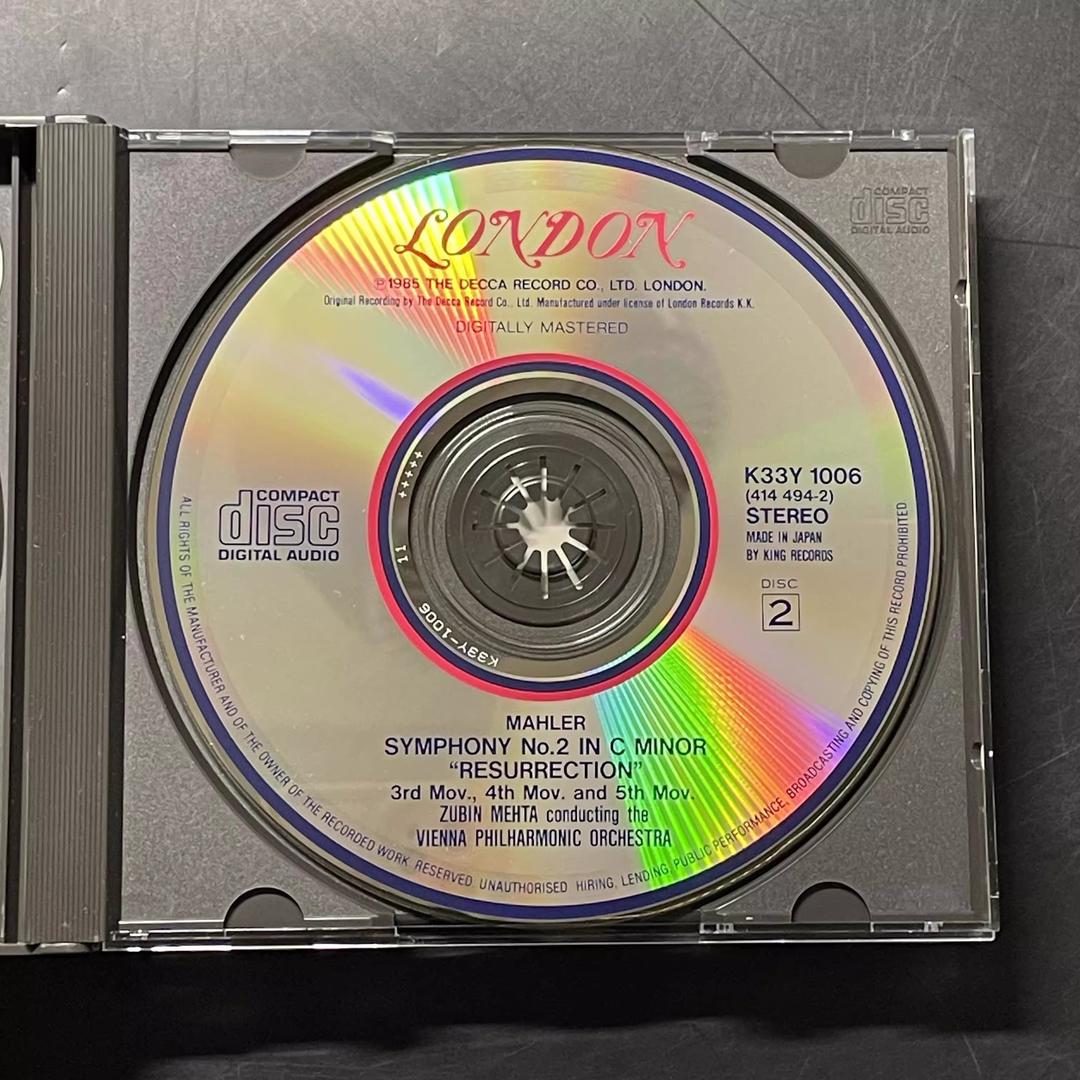 LONDON
℗1985 THE DECCA RECORD CO., LTD. LONDON.
Original Recording by The Decca Record Co., Ltd. Manufactured under license of London Records K.K.
DIGITALLY MASTERED
COMPACT
disc
DIGITAL AUDIO
COMPACT
disc
DIGITAL AUDIO
K33Y 1006
(414 494-2)
STEREO
MADE IN JAPAN
BY KING RECORDS
DISC
2
K33Y-1006
11 +++++
MAHLER
SYMPHONY No.2 IN C MINOR
“RESURRECTION”
3rd Mov., 4th Mov. and 5th Mov.
ZUBIN MEHTA conducting the
VIENNA PHILHARMONIC ORCHESTRA
ALL RIGHTS OF THE MANUFACTURER AND OF THE OWNER OF THE RECORDED WORK RESERVED UNAUTHORISED HIRING, LENDING, PUBLIC PERFORMANCE, BROADCASTING AND COPYING OF THIS RECORD PROHIBITED